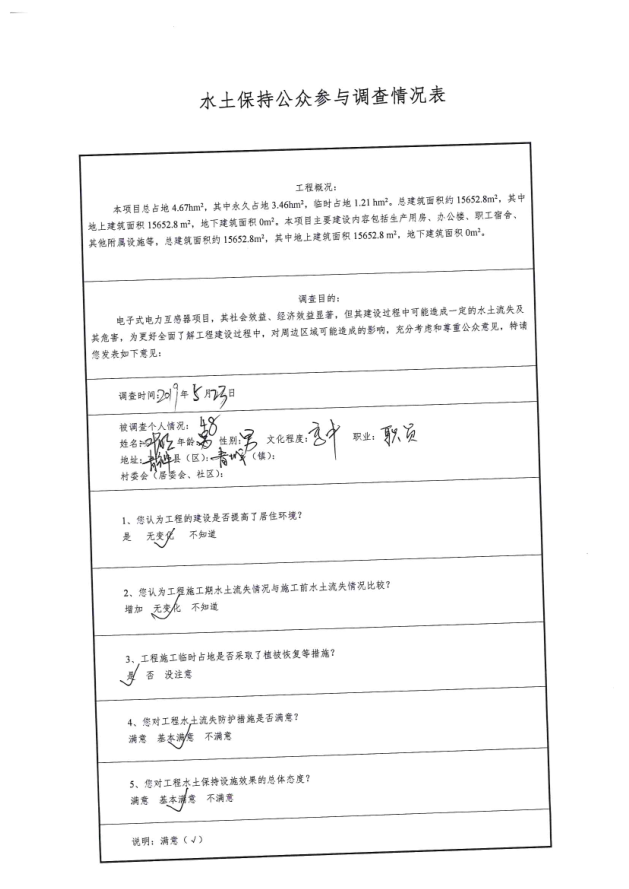 水土保持公众参与调查情况表
工程概况：
本项目总占地 4.67hm²，其中永久占地 3.46hm²，临时占地 1.21 hm²。总建筑面积约 15652.8m²，其中
地上建筑面积 15652.8 m²，地下建筑面积 0m²。本项目主要建设内容包括生产用房、办公楼、职工宿舍、
其他附属设施等，总建筑面积约 15652.8m²，其中地上建筑面积 15652.8 m²，地下建筑面积 0m²。
调查目的：
电子式电力互感器项目，其社会效益、经济效益显著，但其建设过程中可能造成一定的水土流失及
其危害，为更好全面了解工程建设过程中，对周边区域可能造成的影响，充分考虑和尊重公众意见，特请
您发表如下意见：
调查时间：2019 年 5 月 23 日
被调查个人情况： 48
姓名： 年龄： 性别：男 文化程度：高中 职业：职员
地址： 县（区）： （镇）：
村委会（居委会、社区）：
1、您认为工程的建设是否提高了居住环境？
是 无变化 不知道
2、您认为工程施工期水土流失情况与施工前水土流失情况比较？
增加 无变化 不知道
3、工程施工临时占地是否采取了植被恢复等措施？
是 否 没注意
4、您对工程水土流失防护措施是否满意？
满意 基本满意 不满意
5、您对工程水土保持设施效果的总体态度？
满意 基本满意 不满意
说明：满意（√）